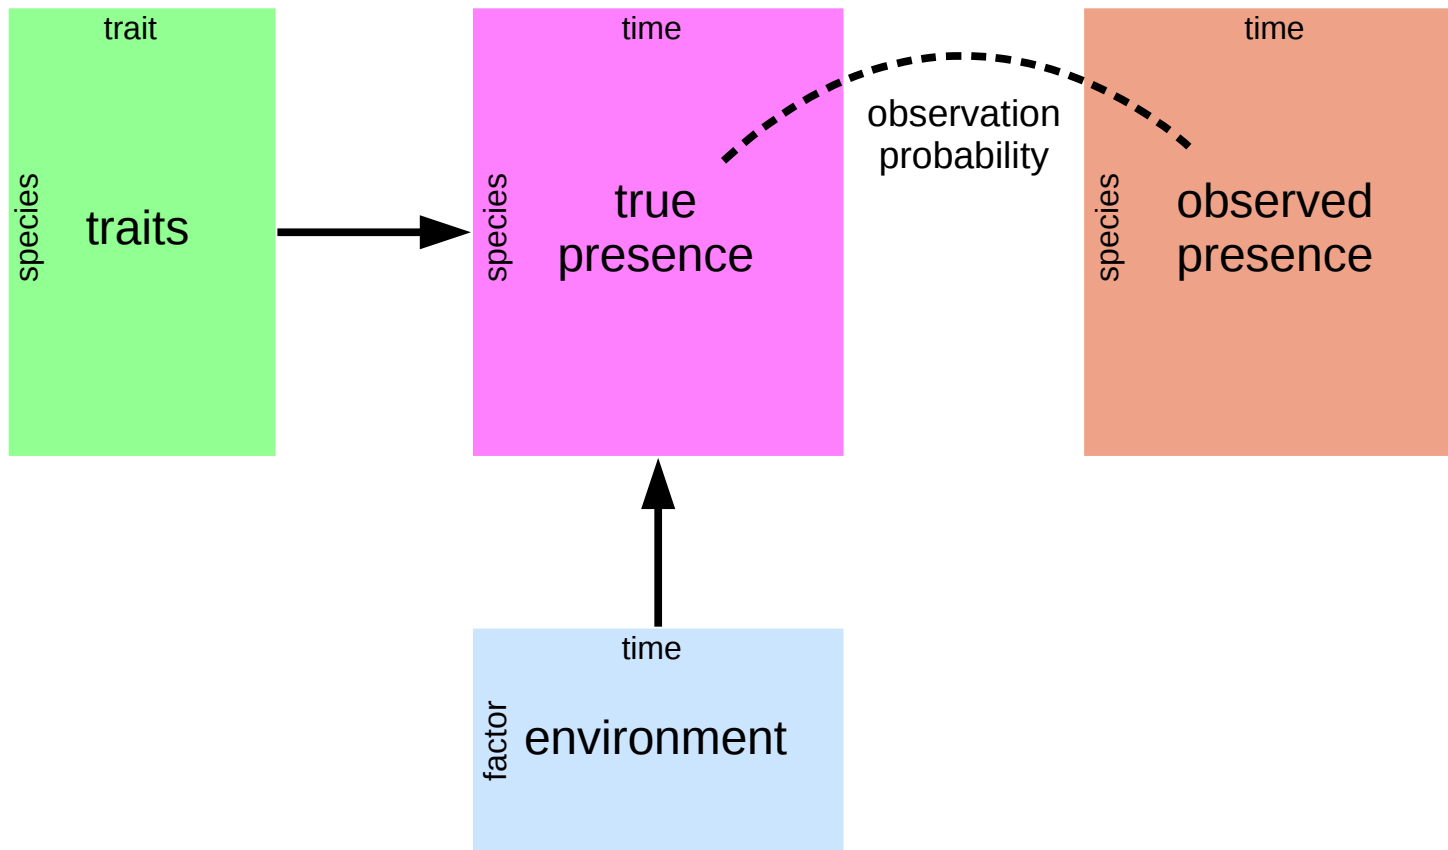 trait
species
traits
time
species
true
presence
observation
probability
time
species
observed
presence
time
factor
environment